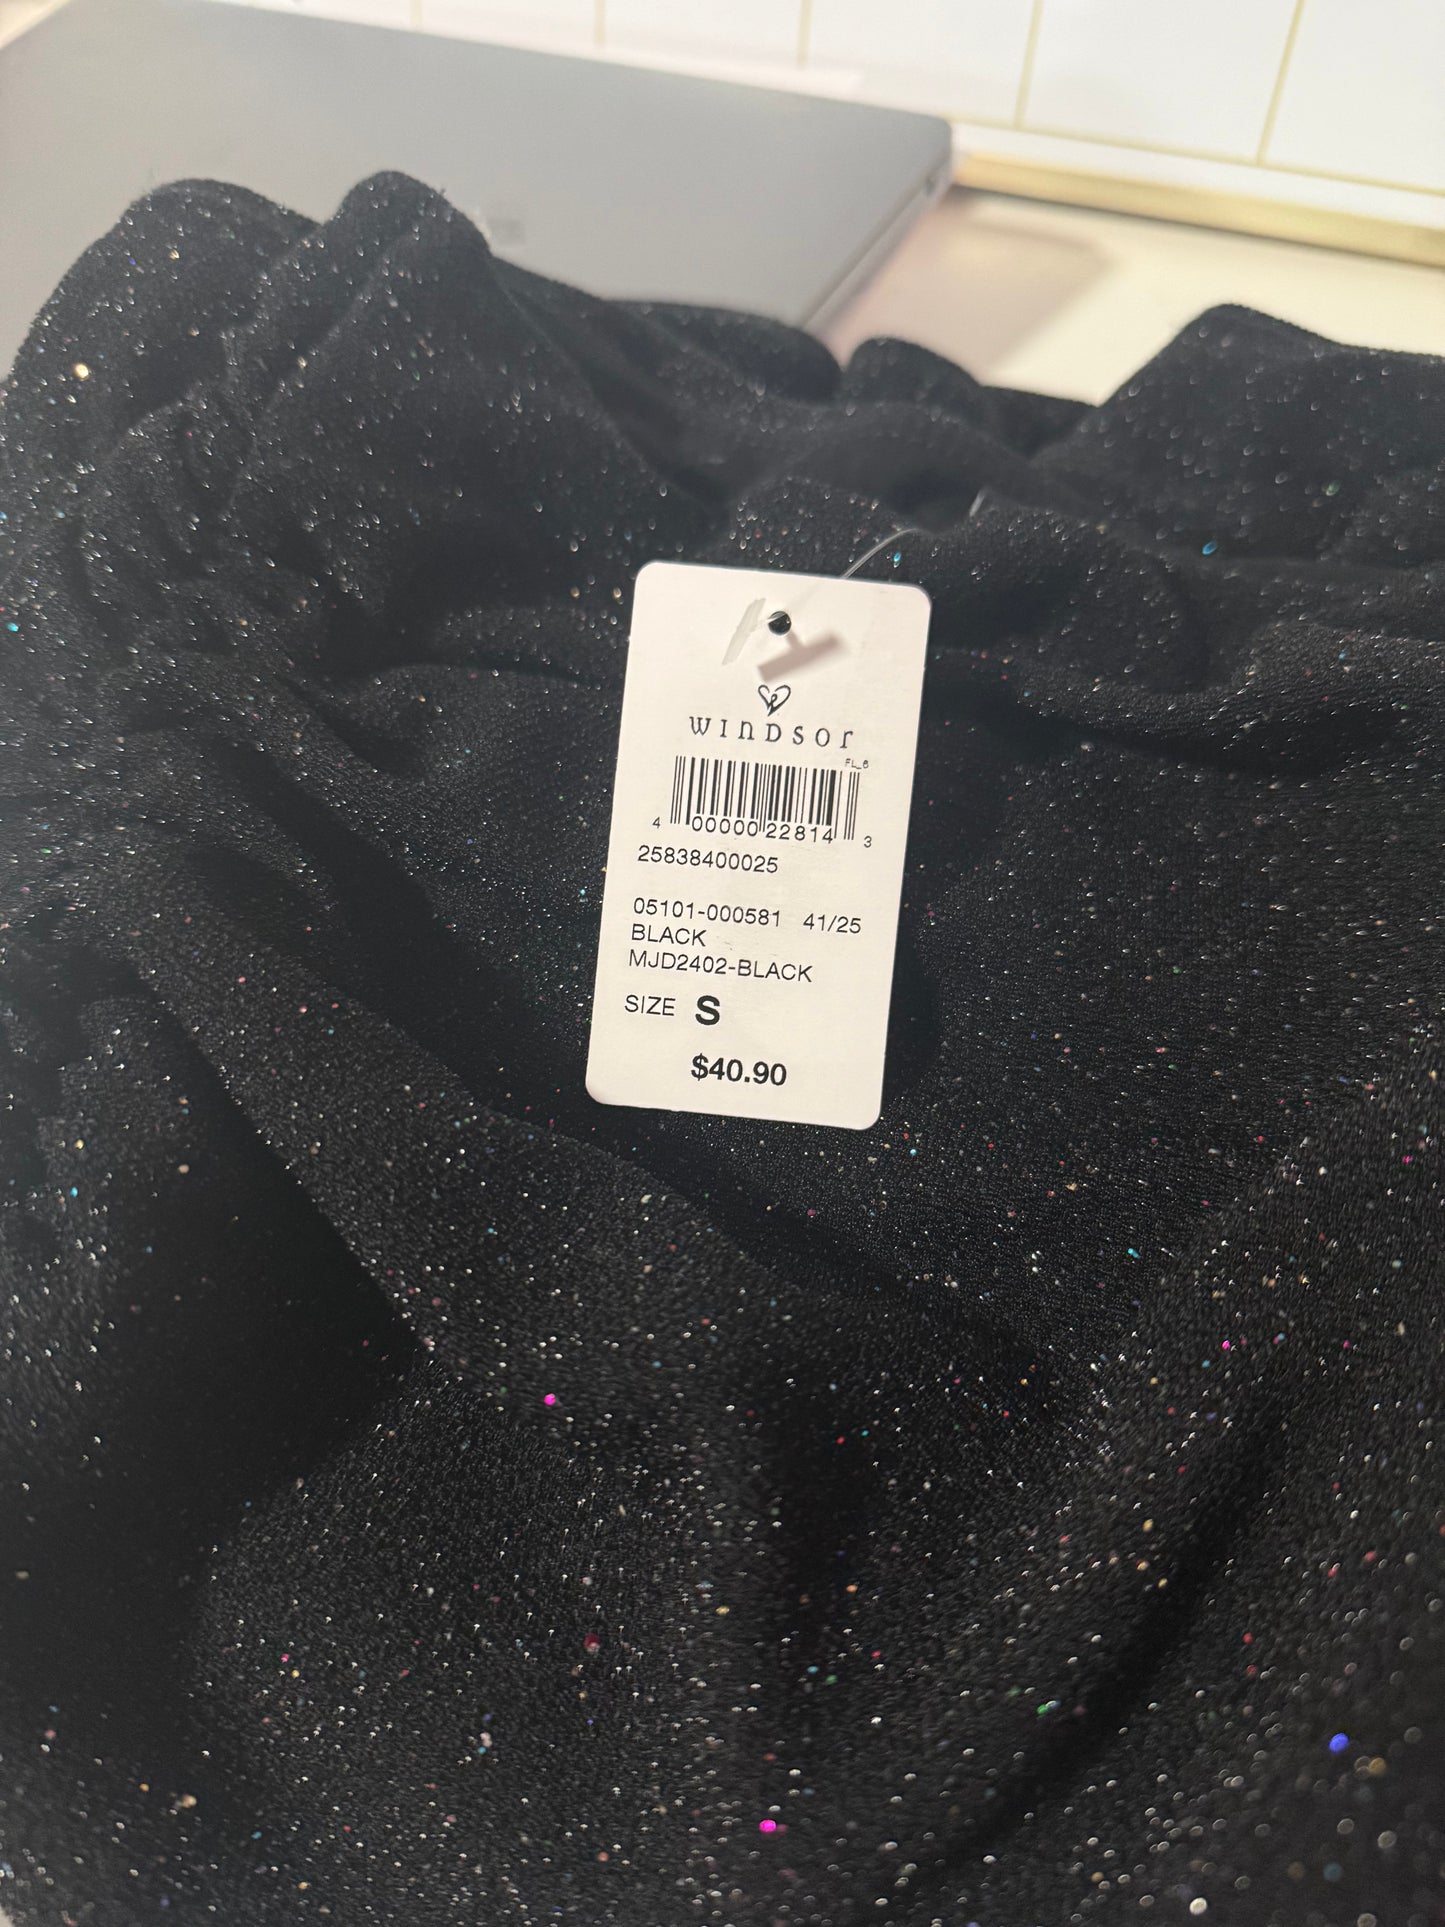 WINDSOR
FL_6
4 00000 22814 3
25838400025
05101-000581 41/25
BLACK
MJD2402-BLACK
SIZE S
$40.90